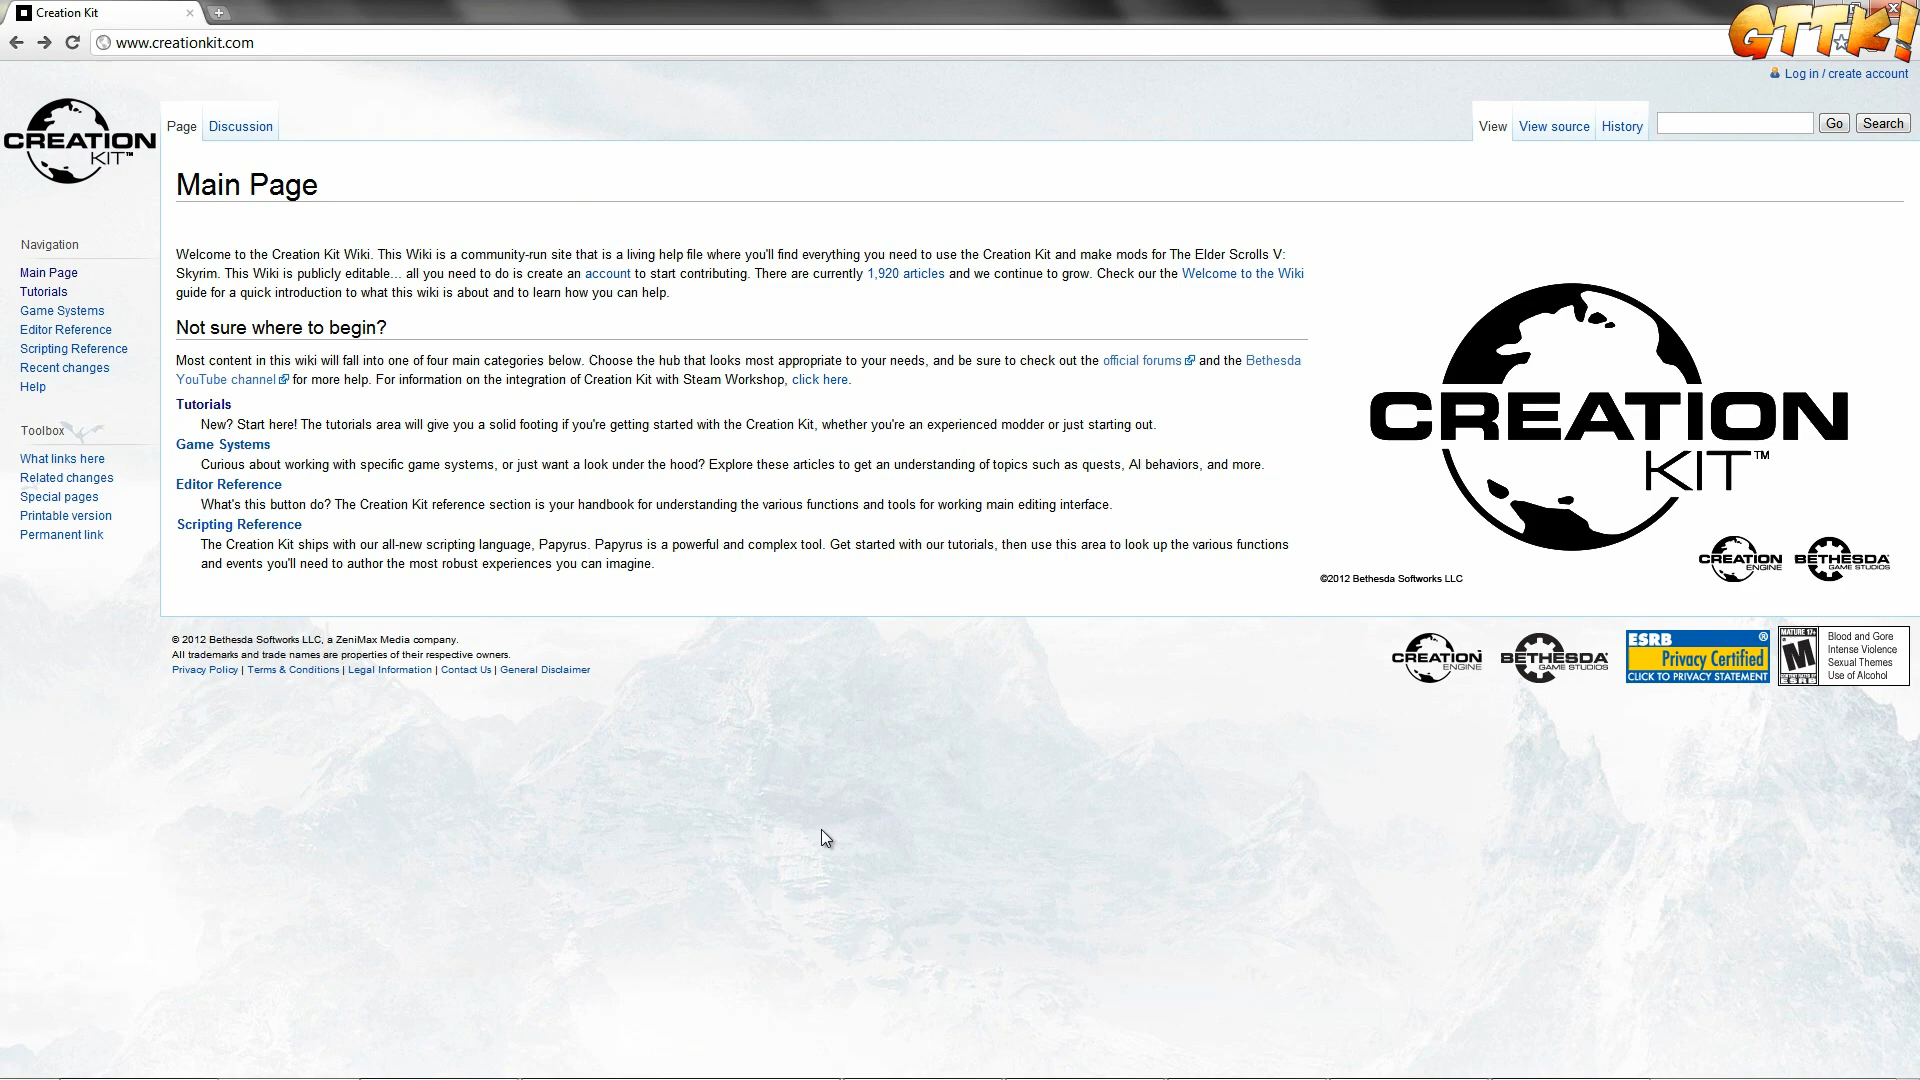 Creation Kit
www.creationkit.com
GTTK!
Log in / create account
CREATION
KIT™
Page
Discussion
View
View source
History
Go
Search
Main Page
Navigation
Main Page
Tutorials
Game Systems
Editor Reference
Scripting Reference
Recent changes
Help
Toolbox
What links here
Related changes
Special pages
Printable version
Permanent link
Welcome to the Creation Kit Wiki. This Wiki is a community-run site that is a living help file where you'll find everything you need to use the Creation Kit and make mods for The Elder Scrolls V:
Skyrim. This Wiki is publicly editable... all you need to do is create an account to start contributing. There are currently 1,920 articles and we continue to grow. Check our the Welcome to the Wiki
guide for a quick introduction to what this wiki is about and to learn how you can help.
Not sure where to begin?
Most content in this wiki will fall into one of four main categories below. Choose the hub that looks most appropriate to your needs, and be sure to check out the official forums and the Bethesda
YouTube channel for more help. For information on the integration of Creation Kit with Steam Workshop, click here.
Tutorials
New? Start here! The tutorials area will give you a solid footing if you're getting started with the Creation Kit, whether you're an experienced modder or just starting out.
Game Systems
Curious about working with specific game systems, or just want a look under the hood? Explore these articles to get an understanding of topics such as quests, AI behaviors, and more.
Editor Reference
What's this button do? The Creation Kit reference section is your handbook for understanding the various functions and tools for working main editing interface.
Scripting Reference
The Creation Kit ships with our all-new scripting language, Papyrus. Papyrus is a powerful and complex tool. Get started with our tutorials, then use this area to look up the various functions
and events you'll need to author the most robust experiences you can imagine.
CREATION
KIT™
CREATION
ENGINE
BETHESDA
GAME STUDIOS
©2012 Bethesda Softworks LLC
© 2012 Bethesda Softworks LLC, a ZeniMax Media company.
All trademarks and trade names are properties of their respective owners.
Privacy Policy | Terms & Conditions | Legal Information | Contact Us | General Disclaimer
CREATION
ENGINE
BETHESDA
GAME STUDIOS
ESRB ®
Privacy Certified
CLICK TO PRIVACY STATEMENT
MATURE 17+
M
ESRB
Blood and Gore
Intense Violence
Sexual Themes
Use of Alcohol